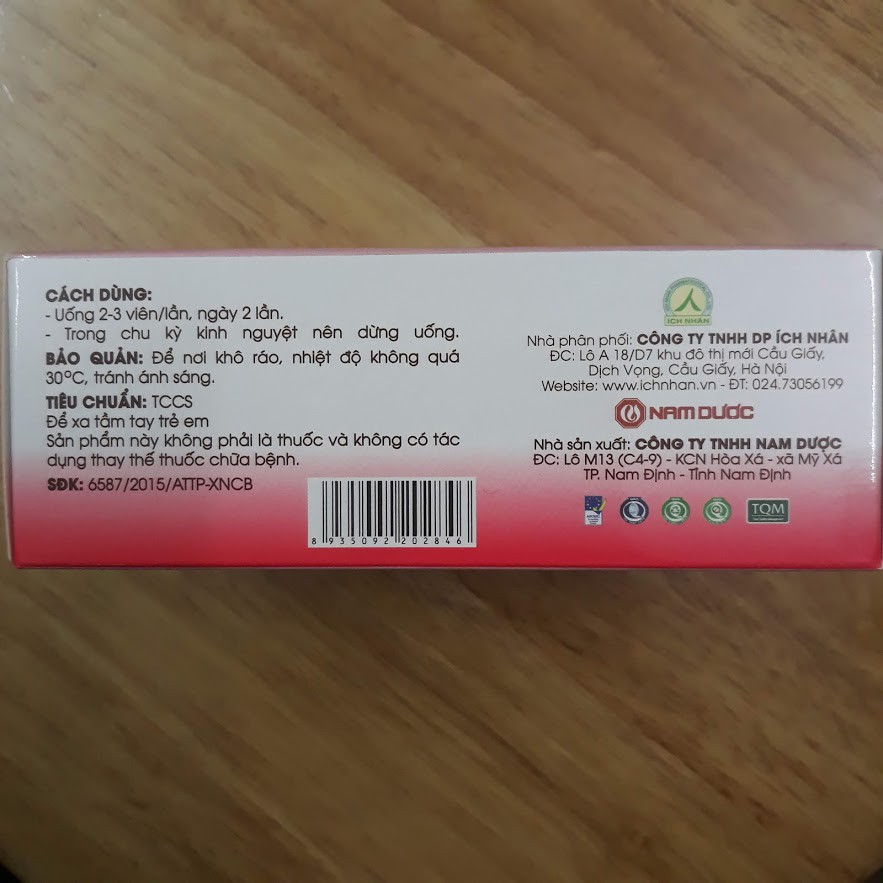 CÁCH DÙNG:
- Uống 2-3 viên/lần, ngày 2 lần.
- Trong chu kỳ kinh nguyệt nên dừng uống.
BẢO QUẢN: Để nơi khô ráo, nhiệt độ không quá
30°C, tránh ánh sáng.
TIÊU CHUẨN: TCCS
Để xa tầm tay trẻ em
Sản phẩm này không phải là thuốc và không có tác
dụng thay thế thuốc chữa bệnh.
SĐK: 6587/2015/ATTP-XNCB
8 935092 202846
ÍCH NHÂN
Nhà phân phối: CÔNG TY TNHH DP ÍCH NHÂN
ĐC: Lô A 18/D7 khu đô thị mới Cầu Giấy,
Dịch Vọng, Cầu Giấy, Hà Nội
Website: www.ichnhan.vn - ĐT: 024.73056199
NAM DƯỢC
Nhà sản xuất: CÔNG TY TNHH NAM DƯỢC
ĐC: Lô M13 (C4-9) - KCN Hòa Xá - xã Mỹ Xá
TP. Nam Định - Tỉnh Nam Định
TQM